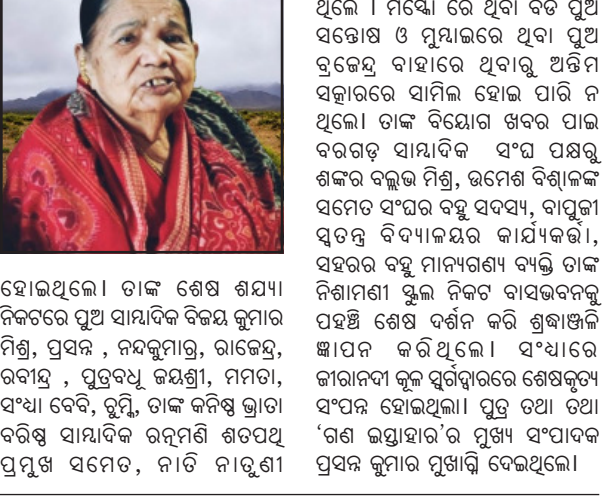 ହୋଇଥିଲେ। ତାଙ୍କ ଶେଷ ଶଯ୍ୟା
ନିକଟରେ ପୁଅ ସାମ୍ବାଦିକ ବିଜୟ କୁମାର
ମିଶ୍ର, ପ୍ରସନ୍ନ , ନନ୍ଦକୁମାର, ରାଜେନ୍ଦ୍ର,
ରବୀନ୍ଦ୍ର , ପୁତ୍ରବଧୂ ଜୟଶ୍ରୀ, ମମତା,
ସଂଧ୍ୟା ବେବି, ଚୁମ୍କି, ତାଙ୍କ କନିଷ୍ଠ ଭ୍ରାତା
ବରିଷ୍ଠ ସାମ୍ବାଦିକ ରତ୍ନମଣି ଶତପଥି
ପ୍ରମୁଖ ସମେତ, ନାତି ନାତୁଣୀ
ଥିଲେ । ମସ୍କୋ ରେ ଥିବା ବଡ ପୁଅ
ସନ୍ତୋଷ ଓ ମୁମ୍ବାଇରେ ଥିବା ପୁଅ
ବ୍ରଜେନ୍ଦ୍ର ବାହାରେ ଥିବାରୁ ଅନ୍ତିମ
ସତ୍କାରରେ ସାମିଲ ହୋଇ ପାରି ନ
ଥିଲେ। ତାଙ୍କ ବିୟୋଗ ଖବର ପାଇ
ବରଗଡ଼ ସାମ୍ବାଦିକ ସଂଘ ପକ୍ଷରୁ
ଶଙ୍କର ବଲ୍ଲଭ ମିଶ୍ର, ଉମେଶ ବିଶାଳଙ୍କ
ସମେତ ସଂଘର ବହୁ ସଦସ୍ୟ, ବାପୁଜୀ
ସ୍ବତନ୍ତ୍ର ବିଦ୍ୟାଳୟର କାର୍ଯ୍ୟକର୍ତ୍ତା,
ସହରର ବହୁ ମାନ୍ୟଗଣ୍ୟ ବ୍ୟକ୍ତି ତାଙ୍କ
ନିଶାମଣୀ ସ୍କୁଲ ନିକଟ ବାସଭବନକୁ
ପହଞ୍ଚି ଶେଷ ଦର୍ଶନ କରି ଶ୍ରଦ୍ଧାଞ୍ଜଳି
ଜ୍ଞାପନ କରିଥିଲେ। ସଂଧ୍ୟାରେ
ଜୀରାନଦୀ କୂଳ ସ୍ବର୍ଗଦ୍ବାରରେ ଶେଷକୃତ୍ୟ
ସଂପନ୍ନ ହୋଇଥିଲା। ପୁତ୍ର ତଥା ତଥା
‘ଗଣ ଇସ୍ତାହାର’ର ମୁଖ୍ୟ ସଂପାଦକ
ପ୍ରସନ୍ନ କୁମାର ମୁଖାଗ୍ନି ଦେଇଥିଲେ।